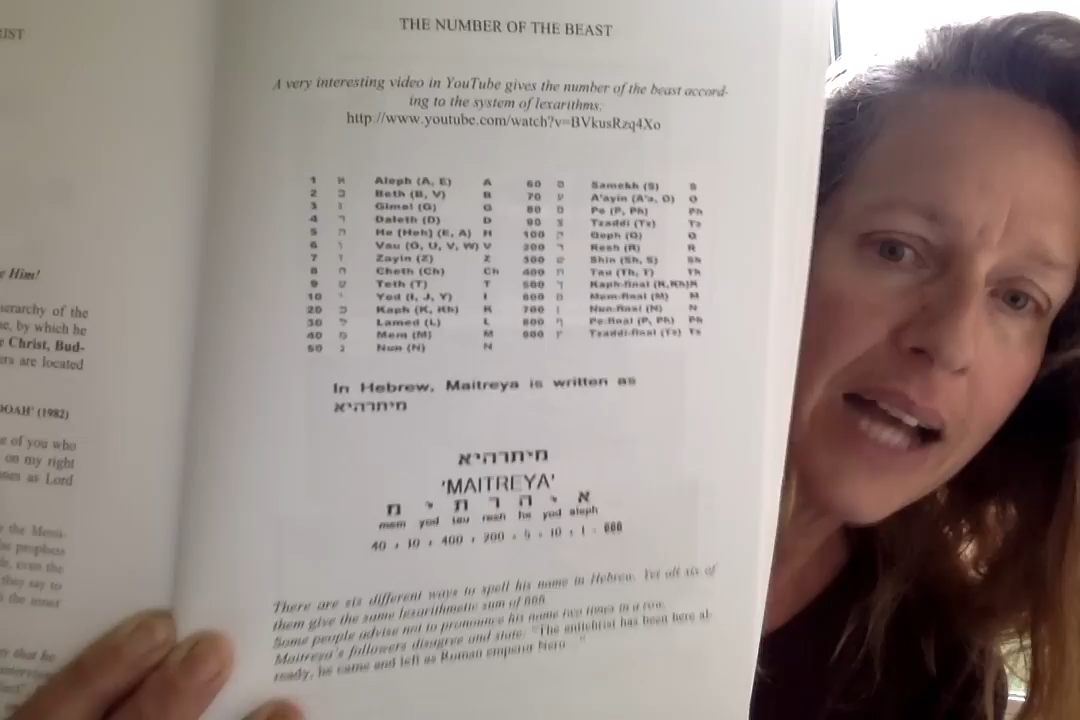 IST
e Him!
erarchy of the
e, by which he
e Christ, Bud-
rs are located
OAH' (1982)
e of you who
on my right
nes as Lord
the
prophets
even the
they say to
the inner
that he
THE NUMBER OF THE BEAST
A very interesting video in YouTube gives the number of the beast accord-
ing to the system of lexarithms.
http://www.youtube.com/watch?v=BVkusRzq4Xo
1 א Aleph (A, E) A 60 ס Samekh (S) S
2 ב Beth (B, V) B 70 ע A'ayin (A'a, O) O
3 ג Gimel (G) G 80 פ Pe (P, Ph) Ph
4 ד Daleth (D) D 90 צ Tzaddi (Tz) Tz
5 ה He [Heh] (E, A) H 100 ק Qoph (Q) Q
6 ו Vau (O, U, V, W) V 200 ר Resh (R) R
7 ז Zayin (Z) Z 300 ש Shin (Sh, S) Sh
8 ח Cheth (Ch) Ch 400 ת Tau (Th, T) Th
9 ט Teth (T) T 500 ך Kaph-final (K, Kh) K
10 י Yod (I, J, Y) I 600 ם Mem-final (M) M
20 כ Kaph (K, Kh) K 700 ן Nun-final (N) N
30 ל Lamed (L) L 800 ף Pe-final (P, Ph) Ph
40 מ Mem (M) M 900 ץ Tzaddi-final (Tz) Tz
50 נ Nun (N) N
In Hebrew, Maitreya is written as
מיתרהיא
מיתרהיא
'MAITREYA'
מ י ת ר ה י א
mem yod tau resh he yod aleph
40 + 10 + 400 + 200 + 5 + 10 + 1 = 666
There are six different ways to spell his name in Hebrew. Yet all six of
them give the same lexarithmetic sum of 666.
Some people advise not to pronounce his name two times in a row.
Maitreya's followers disagree and state: "The antichrist has been here al-
ready, he came and left as Roman emperor Nero."